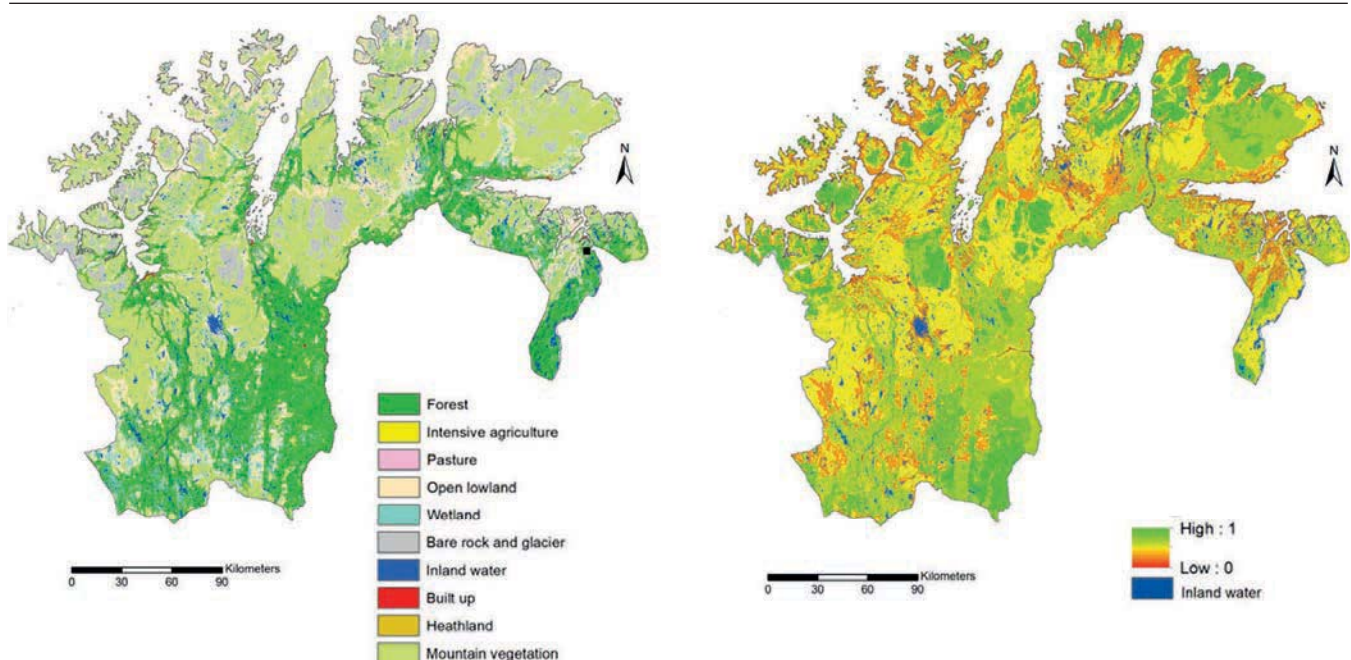 N
Forest
Intensive agriculture
Pasture
Open lowland
Wetland
Bare rock and glacier
Inland water
Built up
Heathland
Mountain vegetation
Kilometers
0 30 60 90
N
High : 1
Low : 0
Inland water
Kilometers
0 30 60 90